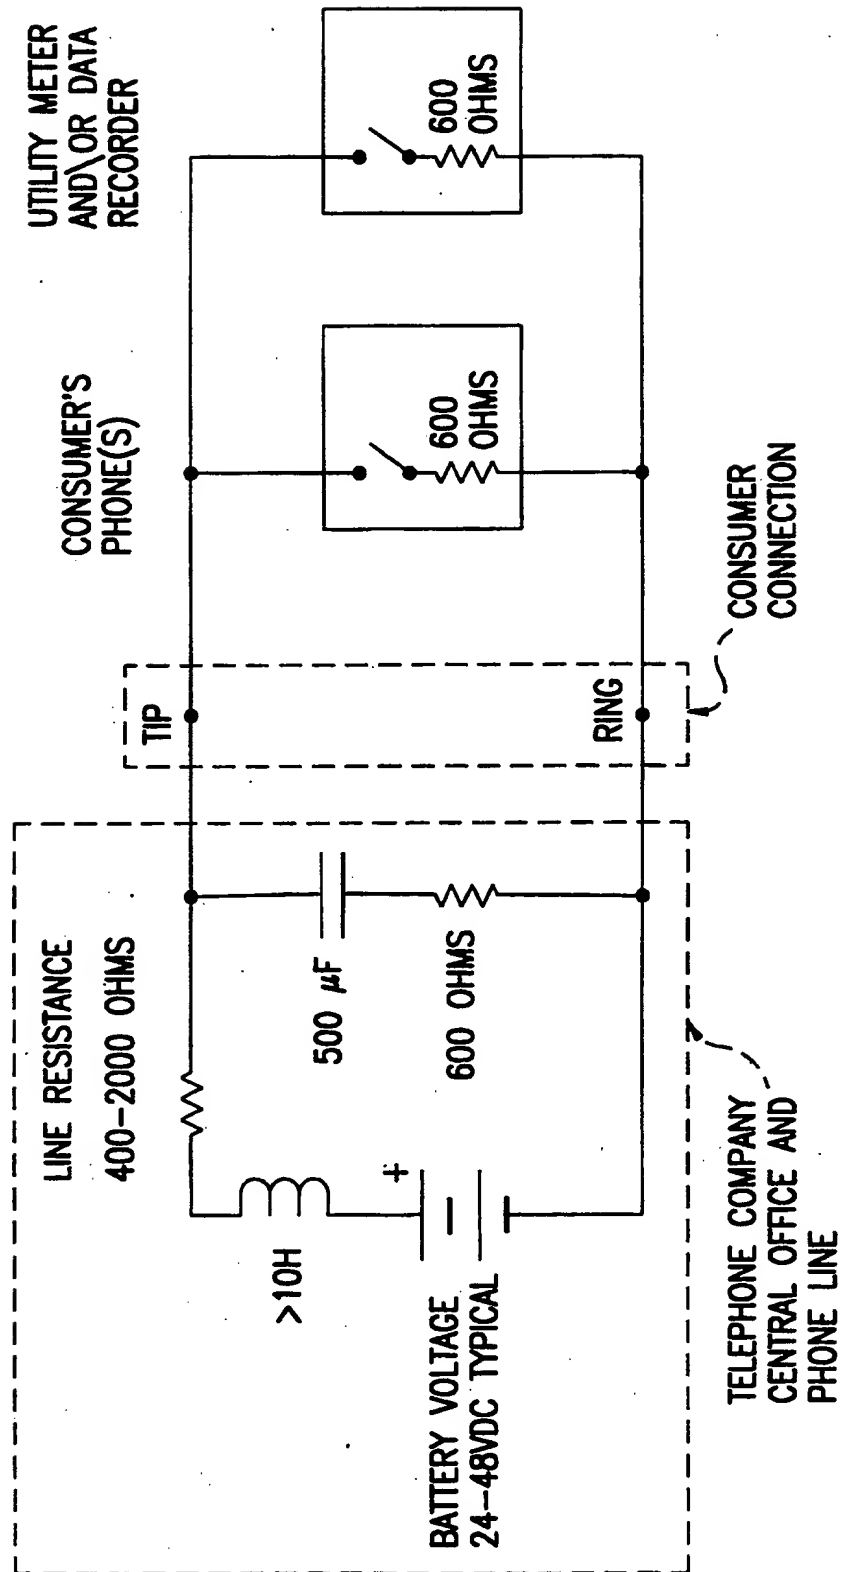 LINE RESISTANCE
400-2000 OHMS
>10H
+
BATTERY VOLTAGE
24-48VDC TYPICAL
500 µF
600 OHMS
TELEPHONE COMPANY
CENTRAL OFFICE AND
PHONE LINE
TIP
RING
CONSUMER
CONNECTION
CONSUMER'S
PHONE(S)
600
OHMS
UTILITY METER
AND\OR DATA
RECORDER
600
OHMS